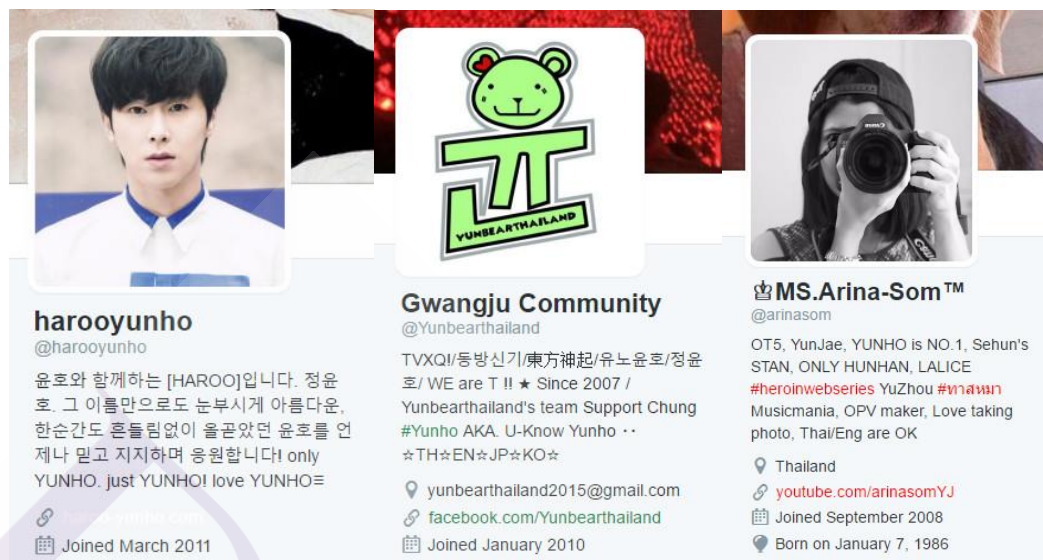 harooyunho
@harooyunho
윤호와 함께하는 [HAROO]입니다. 정윤
호. 그 이름만으로도 눈부시게 아름다운,
한순간도 흔들림없이 올곧았던 윤호를 언
제나 믿고 지지하며 응원합니다! only
YUNHO. just YUNHO! love YUNHO≡
Joined March 2011
YUNBEARTHAILAND
Gwangju Community
@Yunbearthailand
TVXQ!/동방신기/東方神起/유노윤호/정윤
호/ WE are T !! ★ Since 2007 /
Yunbearthailand's team Support Chung
#Yunho AKA. U-Know Yunho ··
☆TH☆EN☆JP☆KO☆
yunbearthailand2015@gmail.com
facebook.com/Yunbearthailand
Joined January 2010
Canon
♔MS.Arina-Som™
@arinasom
OT5, YunJae, YUNHO is NO.1, Sehun's
STAN, ONLY HUNHAN, LALICE
#heroinwebseries YuZhou #ทาสหมา
Musicmania, OPV maker, Love taking
photo, Thai/Eng are OK
Thailand
youtube.com/arinasomYJ
Joined September 2008
Born on January 7, 1986